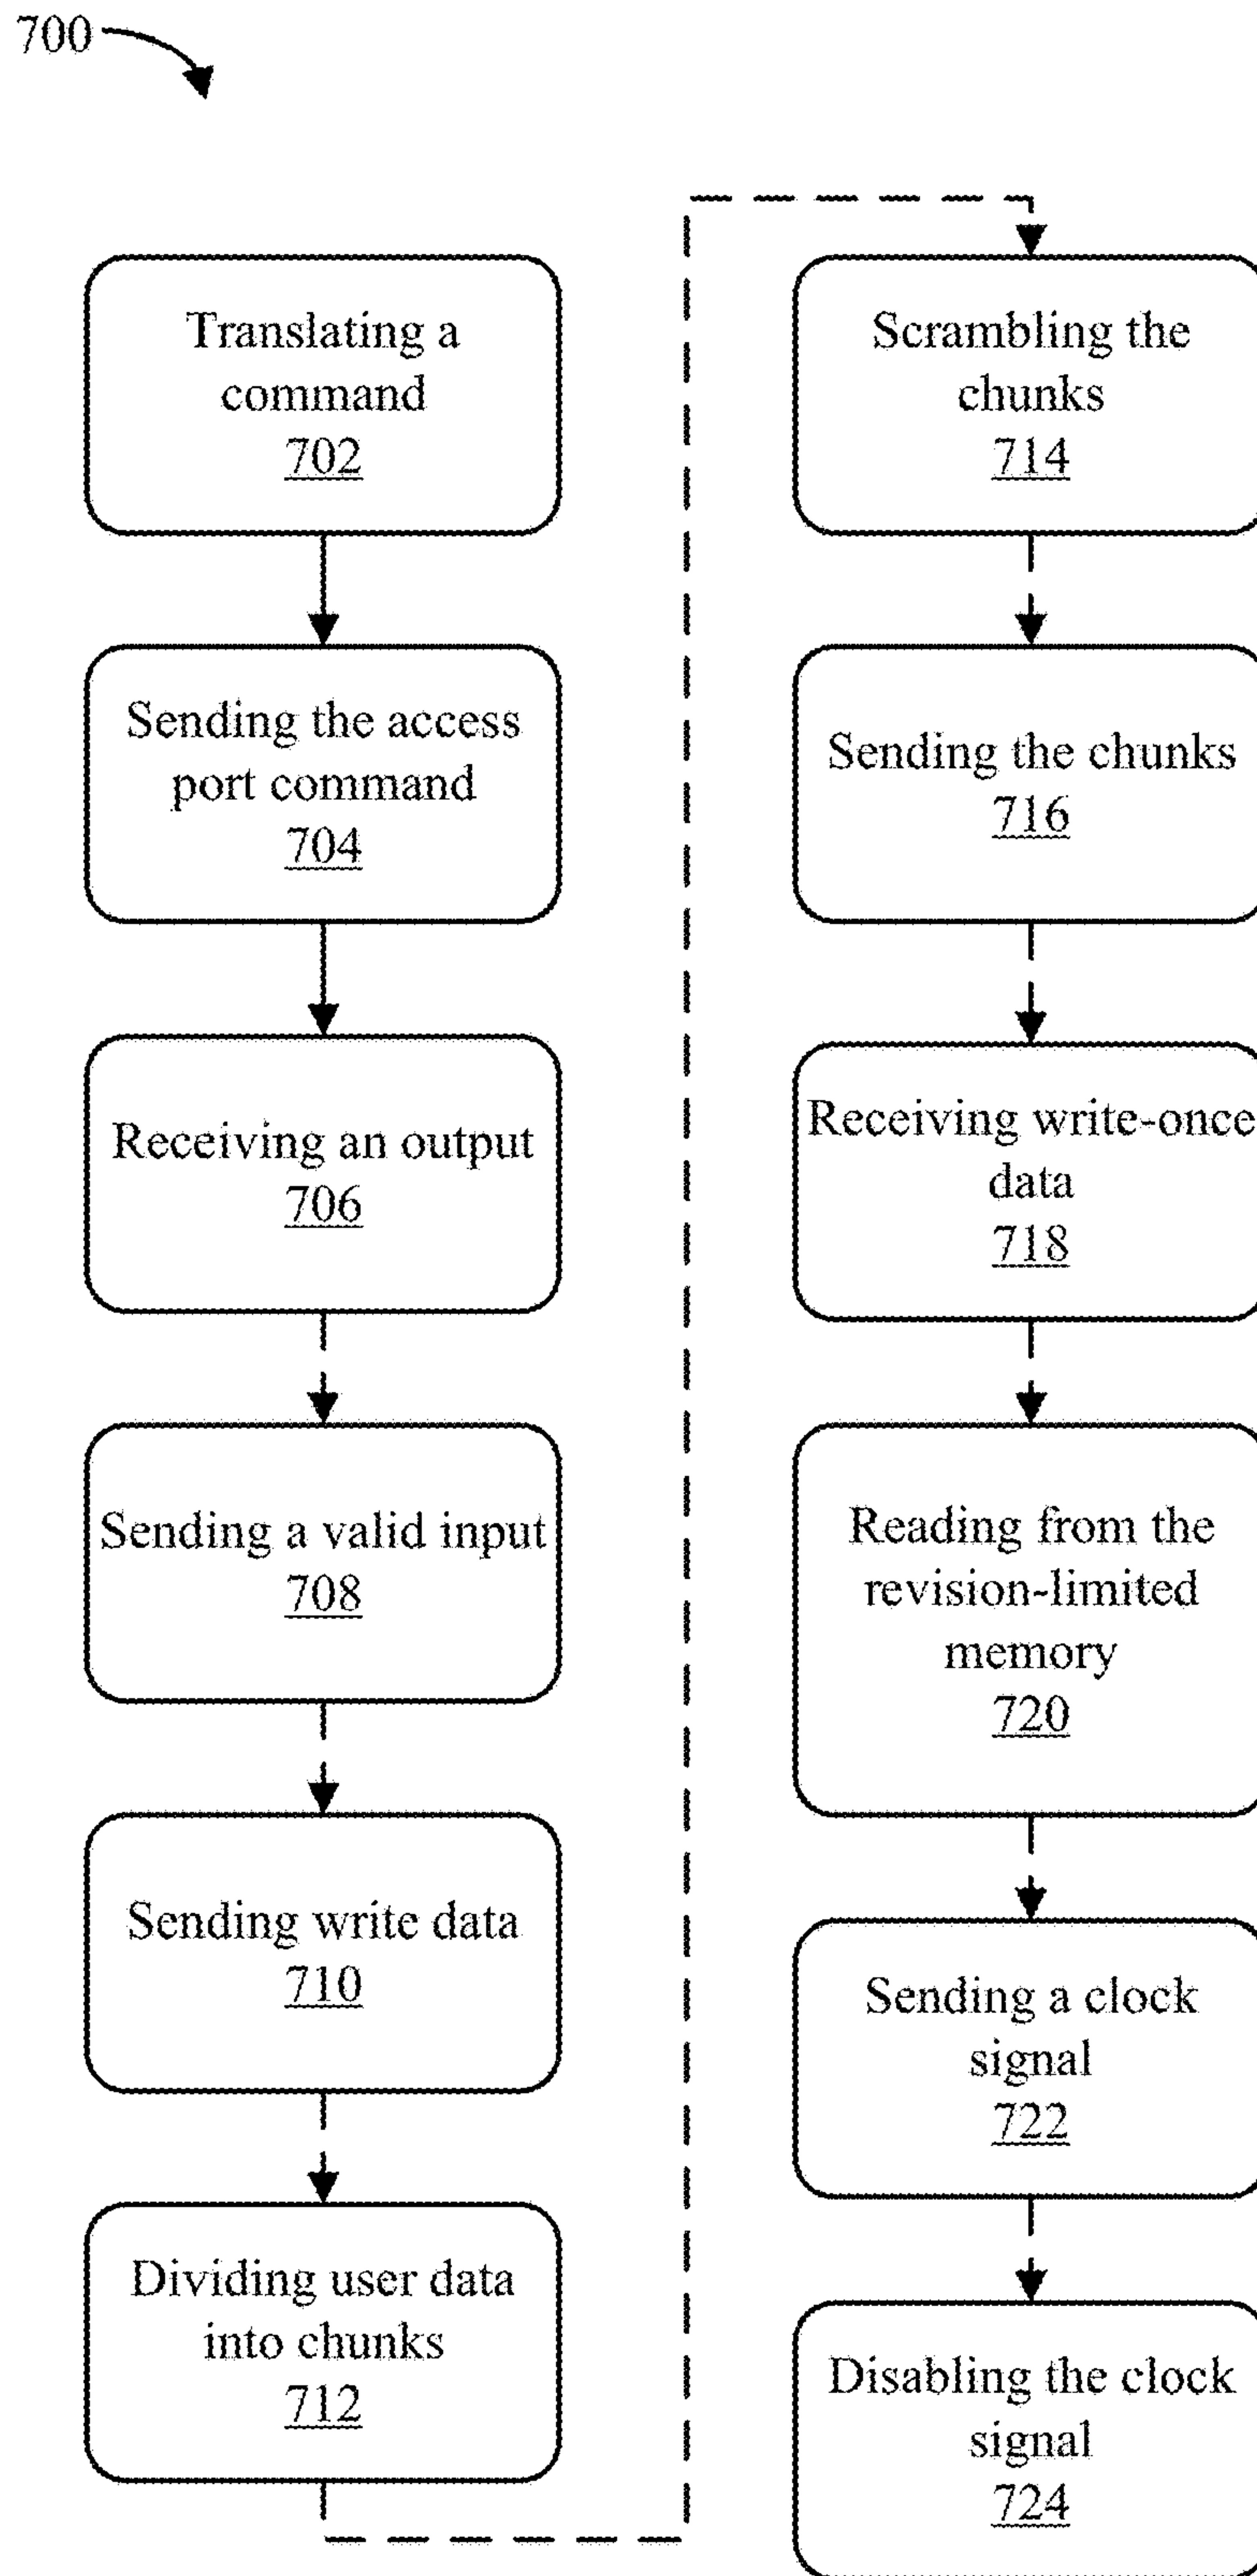 700
Translating a
command
702
Sending the access
port command
704
Receiving an output
706
Sending a valid input
708
Sending write data
710
Dividing user data
into chunks
712
Scrambling the
chunks
714
Sending the chunks
716
Receiving write-once
data
718
Reading from the
revision-limited
memory
720
Sending a clock
signal
722
Disabling the clock
signal
724